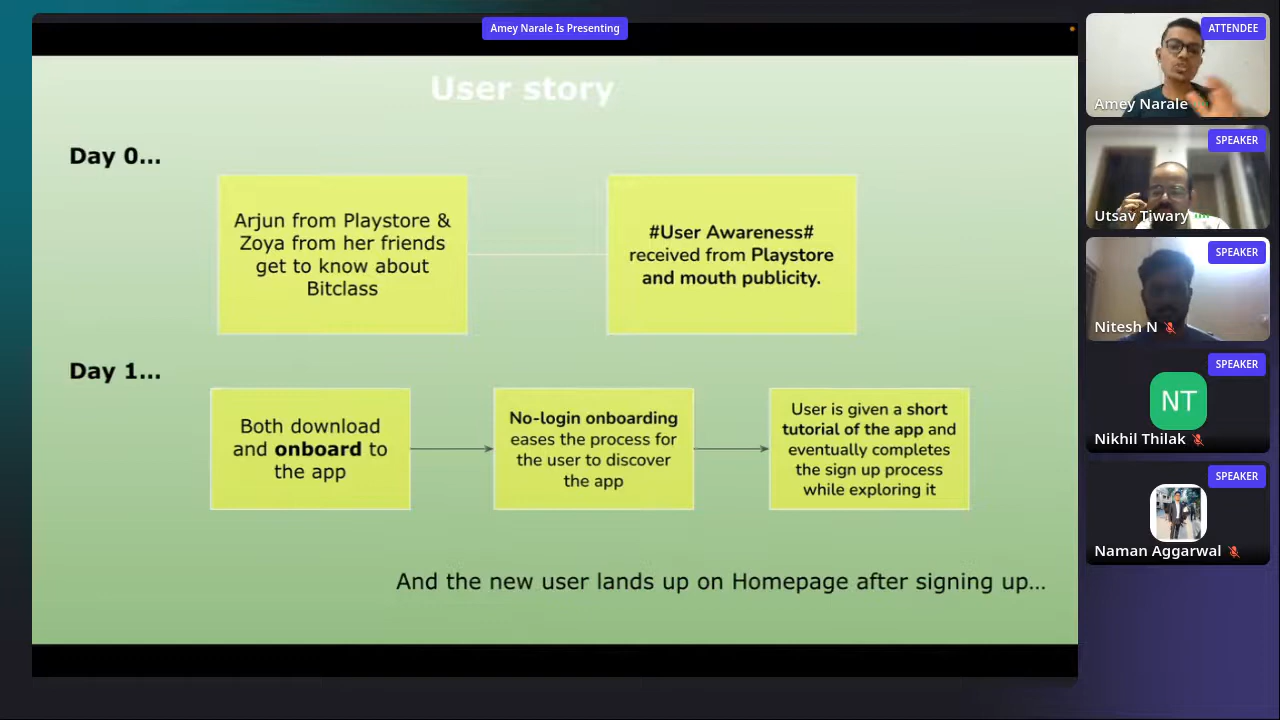 Amey Narale Is Presenting
User story
Day 0...
Arjun from Playstore &
Zoya from her friends
get to know about
Bitclass
#User Awareness#
received from Playstore
and mouth publicity.
Day 1...
Both download
and onboard to
the app
No-login onboarding
eases the process for
the user to discover
the app
User is given a short
tutorial of the app and
eventually completes
the sign up process
while exploring it
And the new user lands up on Homepage after signing up...
ATTENDEE
Amey Narale
SPEAKER
Utsav Tiwary
SPEAKER
Nitesh N
SPEAKER
NT
Nikhil Thilak
SPEAKER
Naman Aggarwal